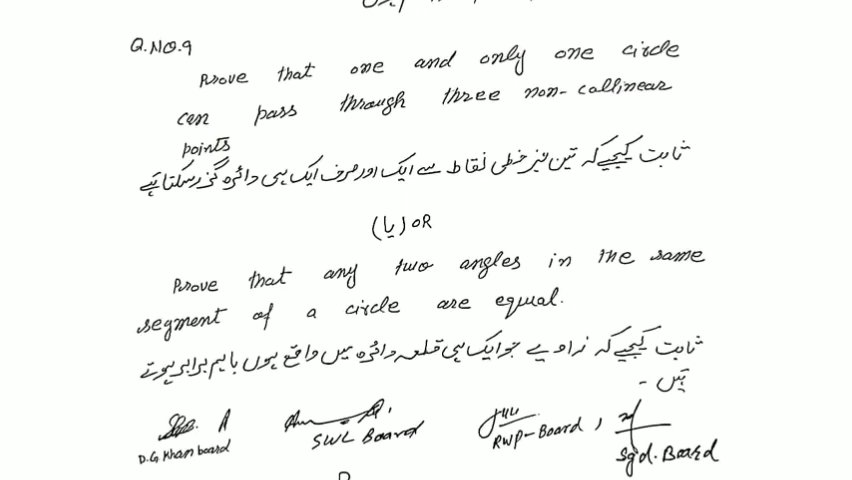 Q.NO.9
Prove that one and only one circle
can pass through three non-collinear
points
ثابت کیجیے کہ تین غیر خطی نقاط سے ایک اور صرف ایک ہی دائرہ گزر سکتا ہے
(یا) OR
Prove that any two angles in the same
segment of a circle are equal.
ثابت کیجیے کہ زاویے جو ایک ہی قطعہ دائرہ میں واقع ہوں باہم برابر ہوتے
ہیں -
D.G Khan board
SWL Board
RWP-Board,
Sgd. Board